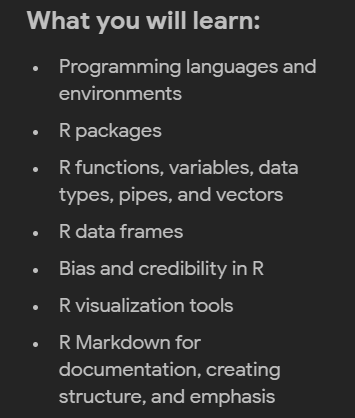 What you will learn:
• Programming languages and
environments
• R packages
• R functions, variables, data
types, pipes, and vectors
• R data frames
• Bias and credibility in R
• R visualization tools
• R Markdown for
documentation, creating
structure, and emphasis